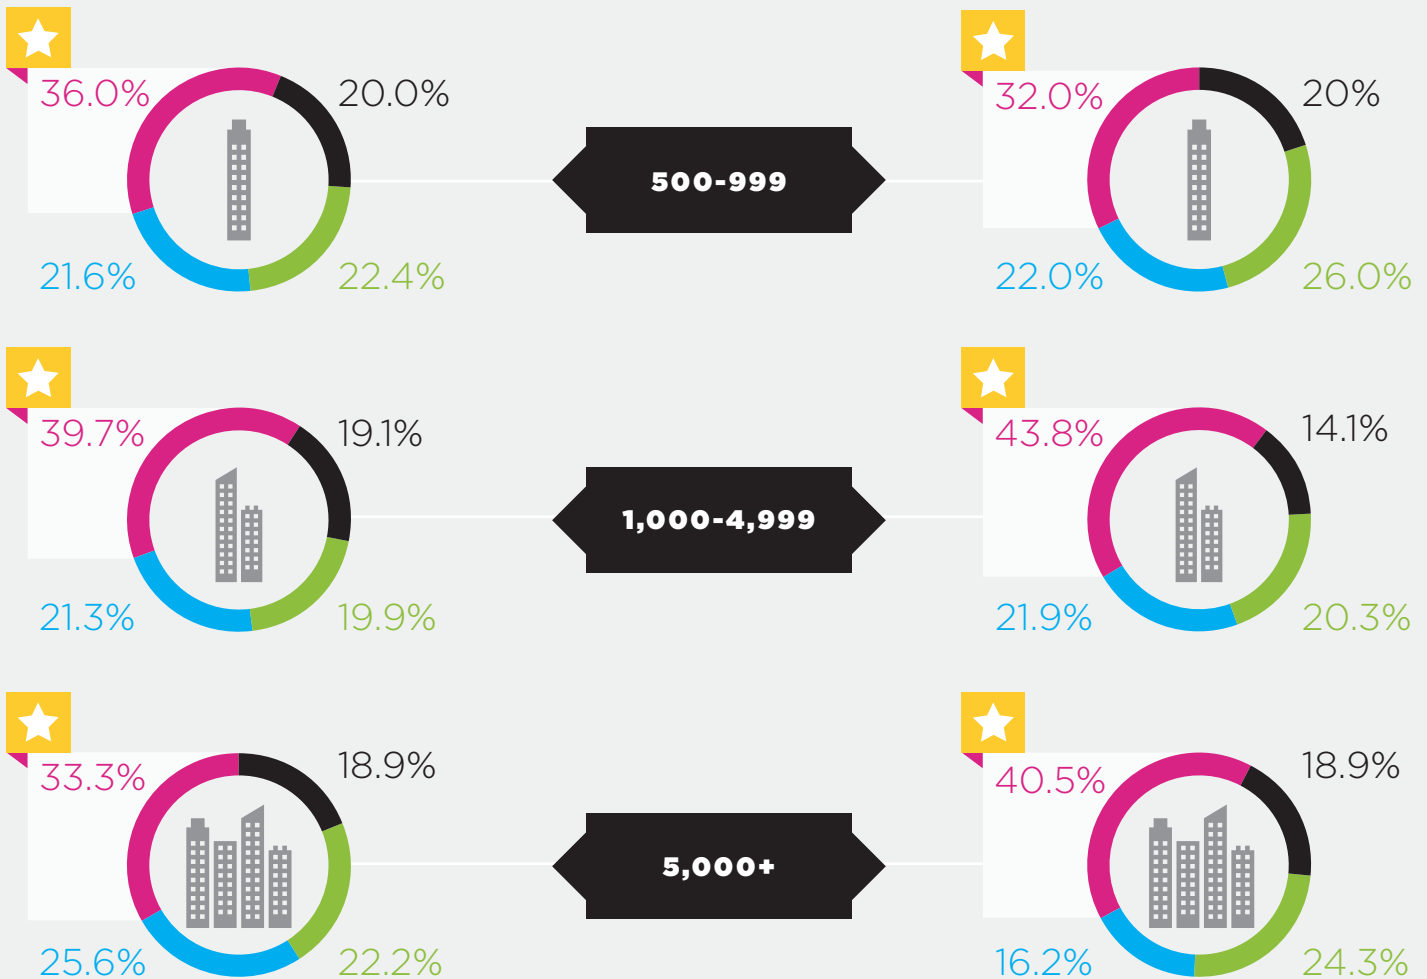 36.0% 20.0% 32.0% 20%
500-999
21.6% 22.4% 22.0% 26.0%
39.7% 19.1% 43.8% 14.1%
1,000-4,999
21.3% 19.9% 21.9% 20.3%
33.3% 18.9% 40.5% 18.9%
5,000+
25.6% 22.2% 16.2% 24.3%